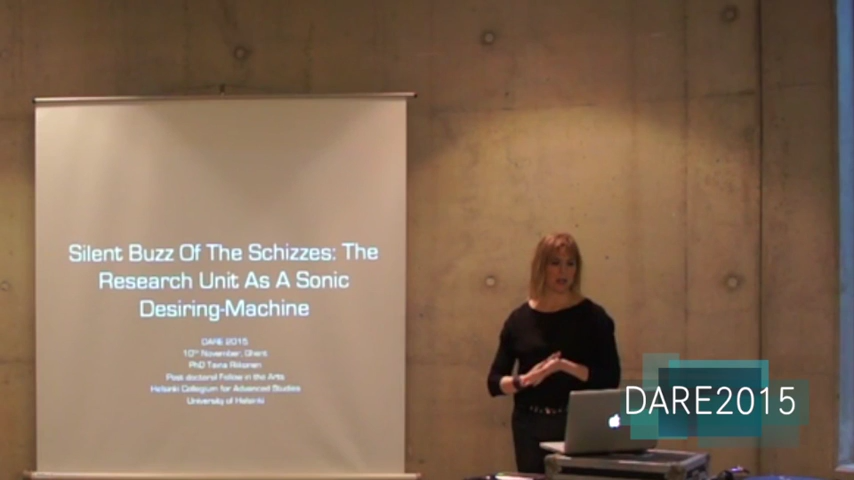 Silent Buzz Of The Schizzes: The
Research Unit As A Sonic
Desiring-Machine
DARE 2015
10th November, Ghent
PhD Taina Riikonen
Post doctoral Fellow in the Arts
Helsinki Collegium for Advanced Studies
University of Helsinki
DARE2015